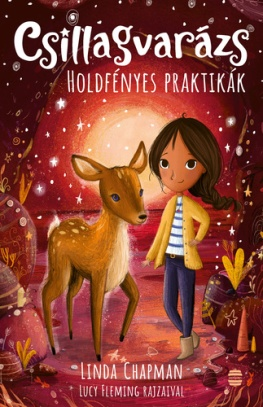 Csillagvarázs
Holdfényes praktikák
Linda Chapman
Lucy Fleming rajzaival